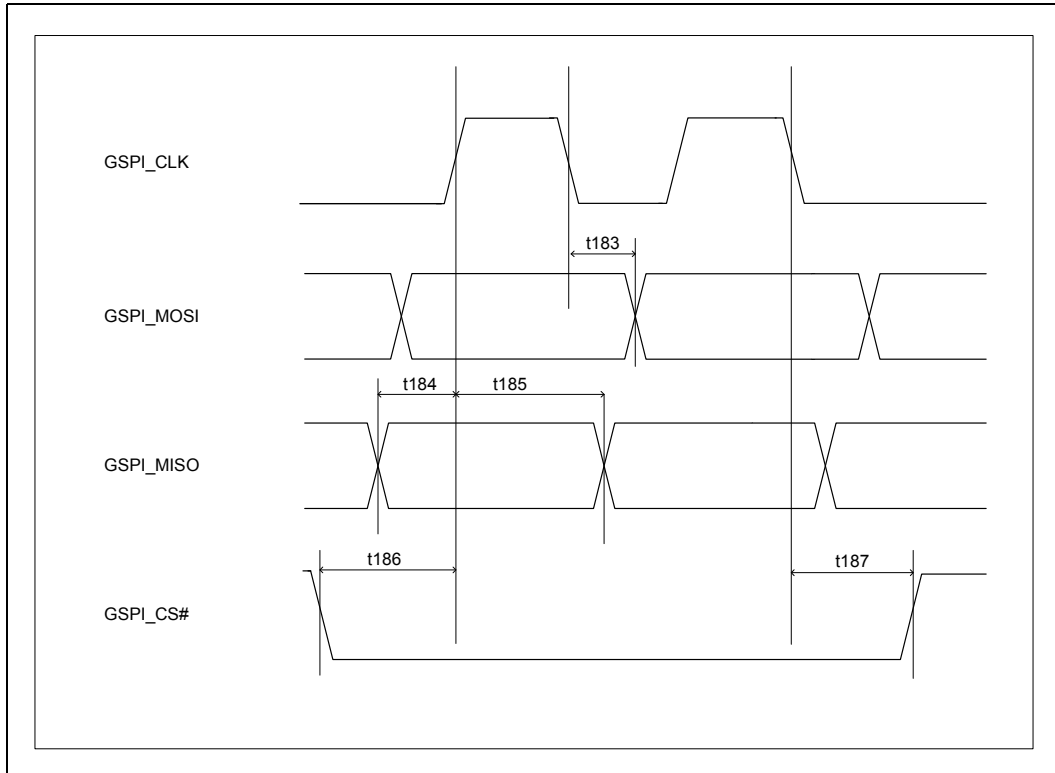 GSPI_CLK
t183
GSPI_MOSI
t184
t185
GSPI_MISO
t186
t187
GSPI_CS#